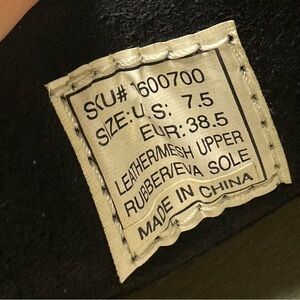 SKU# 1600700
SIZE: U.S: 7.5
EUR: 38.5
LEATHER/MESH UPPER
RUBBER/EVA SOLE
MADE IN CHINA